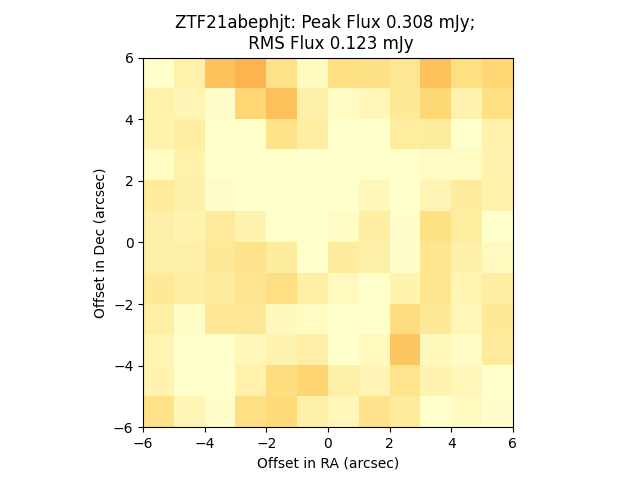 ZTF21abephjt: Peak Flux 0.308 mJy;
RMS Flux 0.123 mJy
6
4
2
0
−2
−4
−6
Offset in Dec (arcsec)
−6 −4 −2 0 2 4 6
Offset in RA (arcsec)